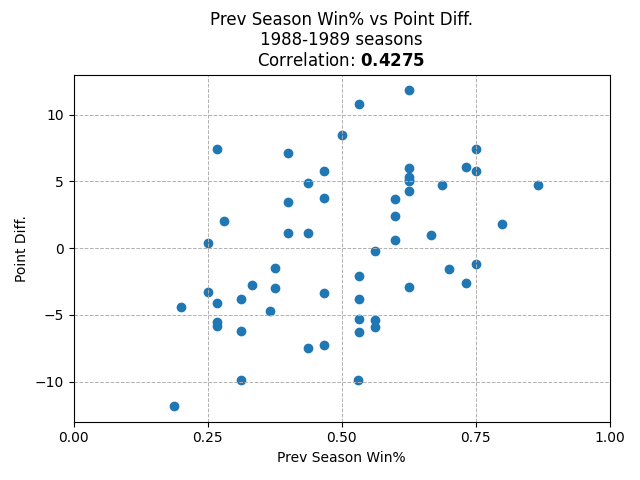 Prev Season Win% vs Point Diff.
1988-1989 seasons
Correlation: 0.4275
10
5
0
−5
−10
Point Diff.
0.00 0.25 0.50 0.75 1.00
Prev Season Win%